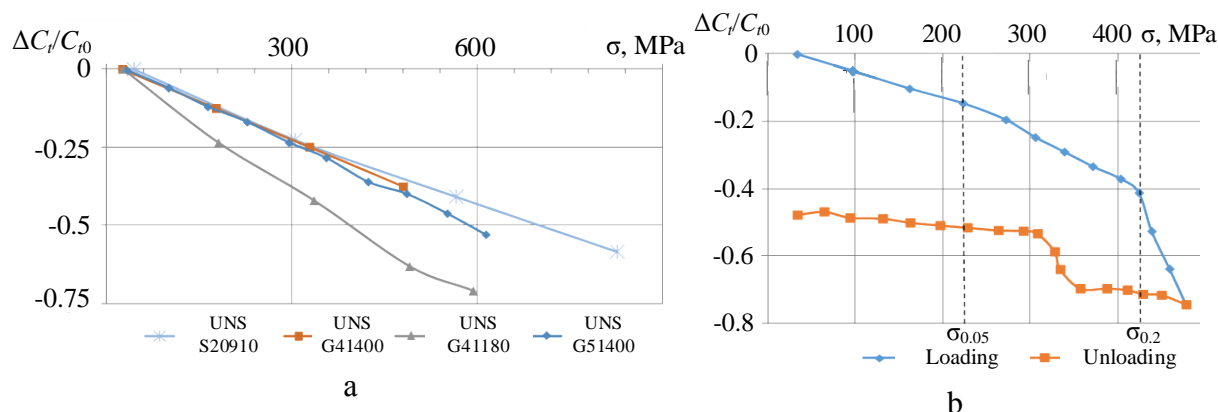 ΔCt/Ct0
300
600
σ, MPa
0
-0.25
-0.5
-0.75
UNS S20910
UNS G41400
UNS G41180
UNS G51400
a
ΔCt/Ct0
100
200
300
400
σ, MPa
0
-0.2
-0.4
-0.6
-0.8
σ0.05
σ0.2
Loading
Unloading
b